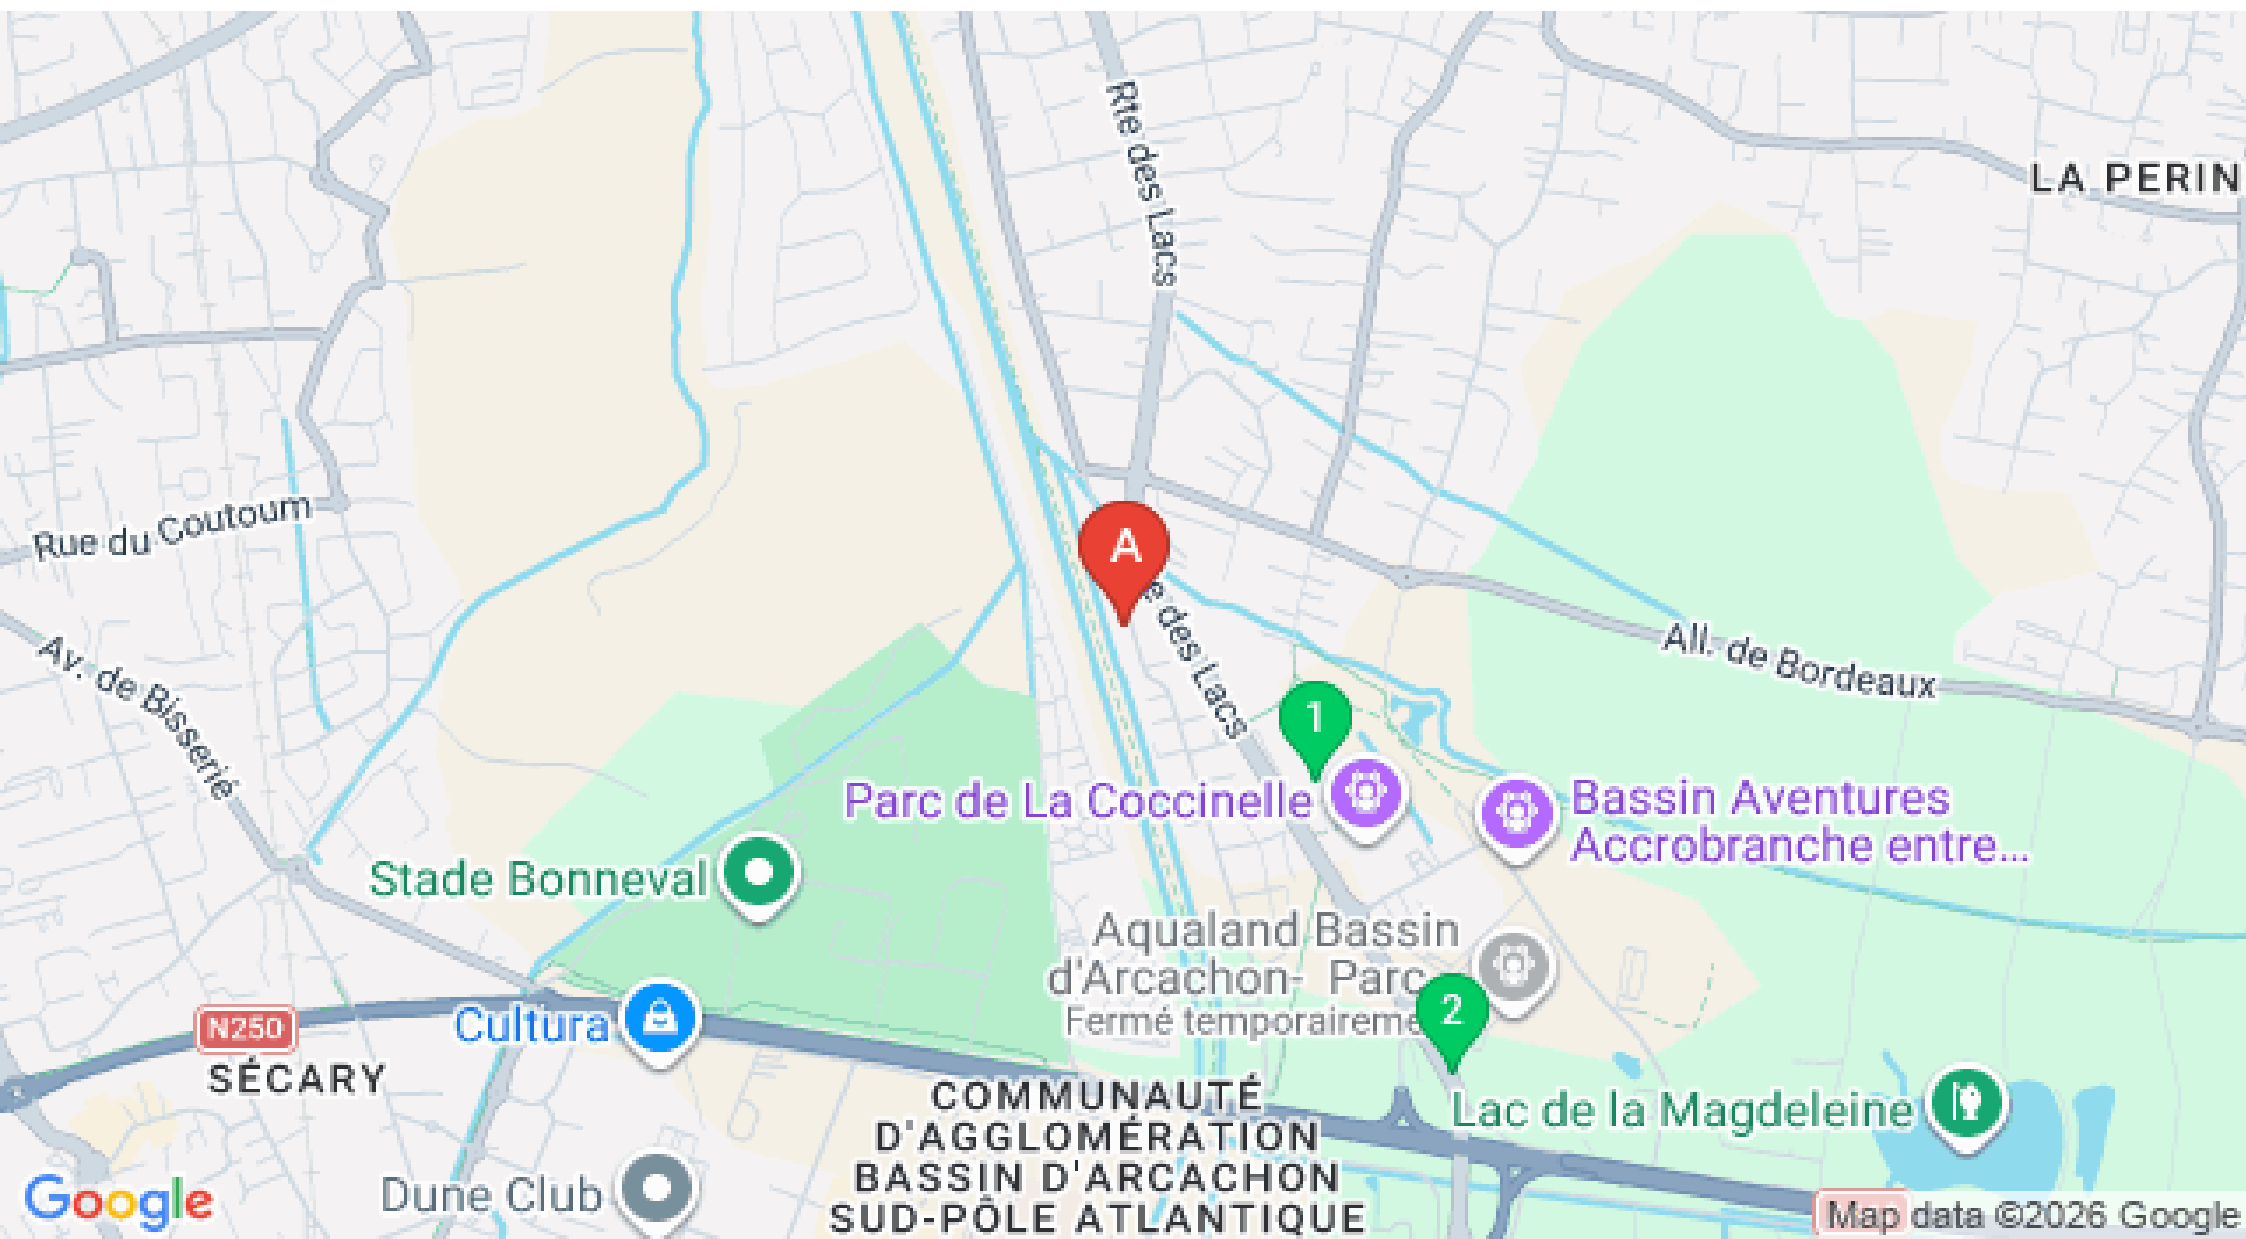 Rte des Lacs
LA PERIN
Rue du Coutoum
A
e des Lacs
Av. de Bisserié
All. de Bordeaux
1
Parc de La Coccinelle
Bassin Aventures
Accrobranche entre...
Stade Bonneval
Aqualand Bassin
d'Arcachon- Parc
Fermé temporaireme
2
N250
Cultura
SÉCARY
Lac de la Magdeleine
COMMUNAUTÉ
D'AGGLOMÉRATION
BASSIN D'ARCACHON
SUD-PÔLE ATLANTIQUE
Dune Club
Google
Map data ©2026 Google